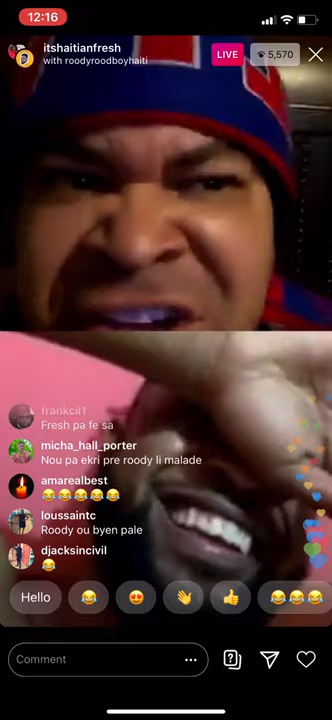 12:16
itshaitianfresh
with roodyroodboyhaiti
LIVE
5,570
frankcil1
Fresh pa fe sa
micha_hall_porter
Nou pa ekri pre roody li malade
amarealbest
😂😂😂😂😂
loussaintc
Roody ou byen pale
djacksincivil
😂
Hello
😂 😍 👋 👍 😂😂😂
Comment